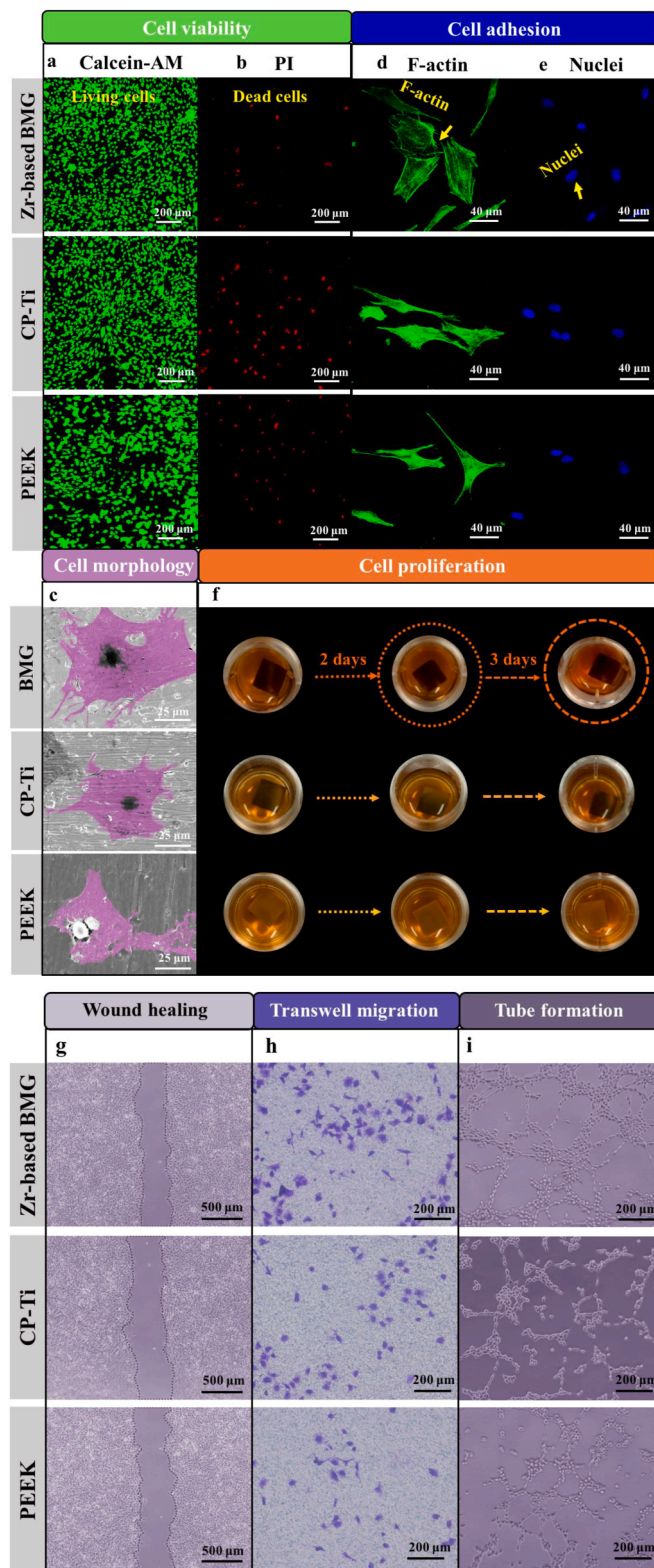 Cell viability
Cell adhesion
a Calcein-AM
b PI
d F-actin
e Nuclei
Zr-based BMG
Living cells
200 μm
Dead cells
200 μm
F-actin
40 μm
Nuclei
40 μm
CP-Ti
200 μm
200 μm
40 μm
40 μm
PEEK
200 μm
200 μm
40 μm
40 μm
Cell morphology
Cell proliferation
c
f
BMG
25 μm
2 days
3 days
CP-Ti
25 μm
PEEK
25 μm
Wound healing
Transwell migration
Tube formation
g
h
i
Zr-based BMG
500 μm
200 μm
200 μm
CP-Ti
500 μm
200 μm
200 μm
PEEK
500 μm
200 μm
200 μm